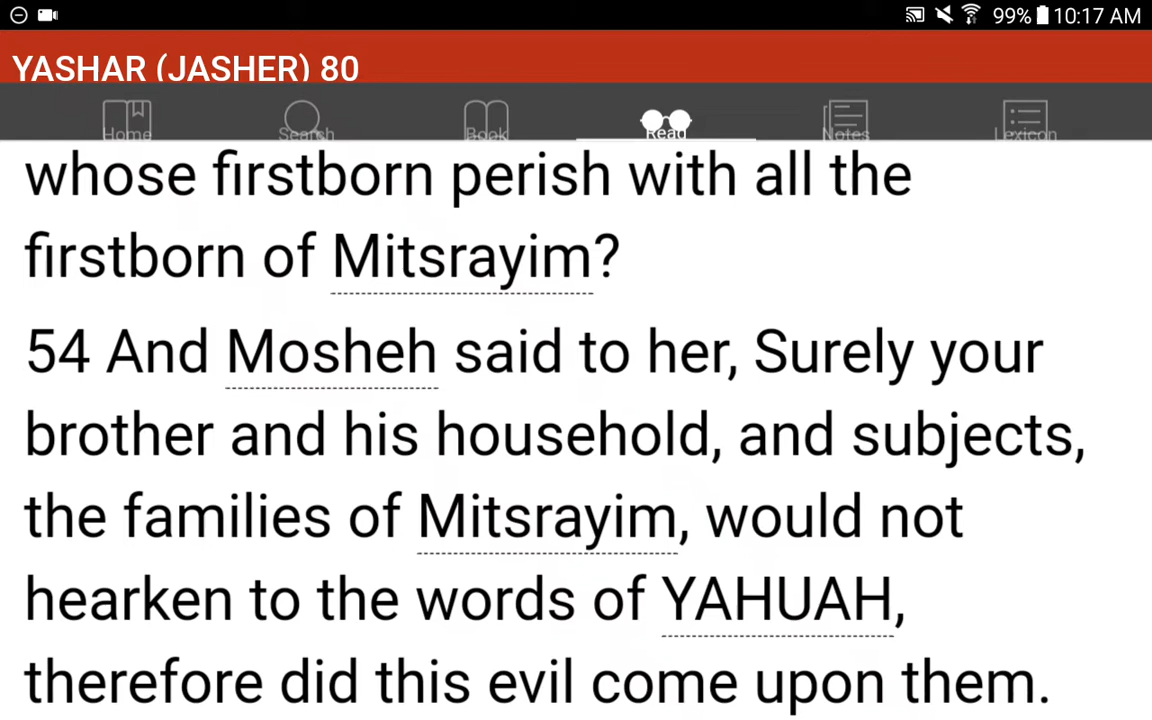 99% 10:17 AM
YASHAR (JASHER) 80
Home Search Book Read Notes Lexicon
whose firstborn perish with all the
firstborn of Mitsrayim?
54 And Mosheh said to her, Surely your
brother and his household, and subjects,
the families of Mitsrayim, would not
hearken to the words of YAHUAH,
therefore did this evil come upon them.